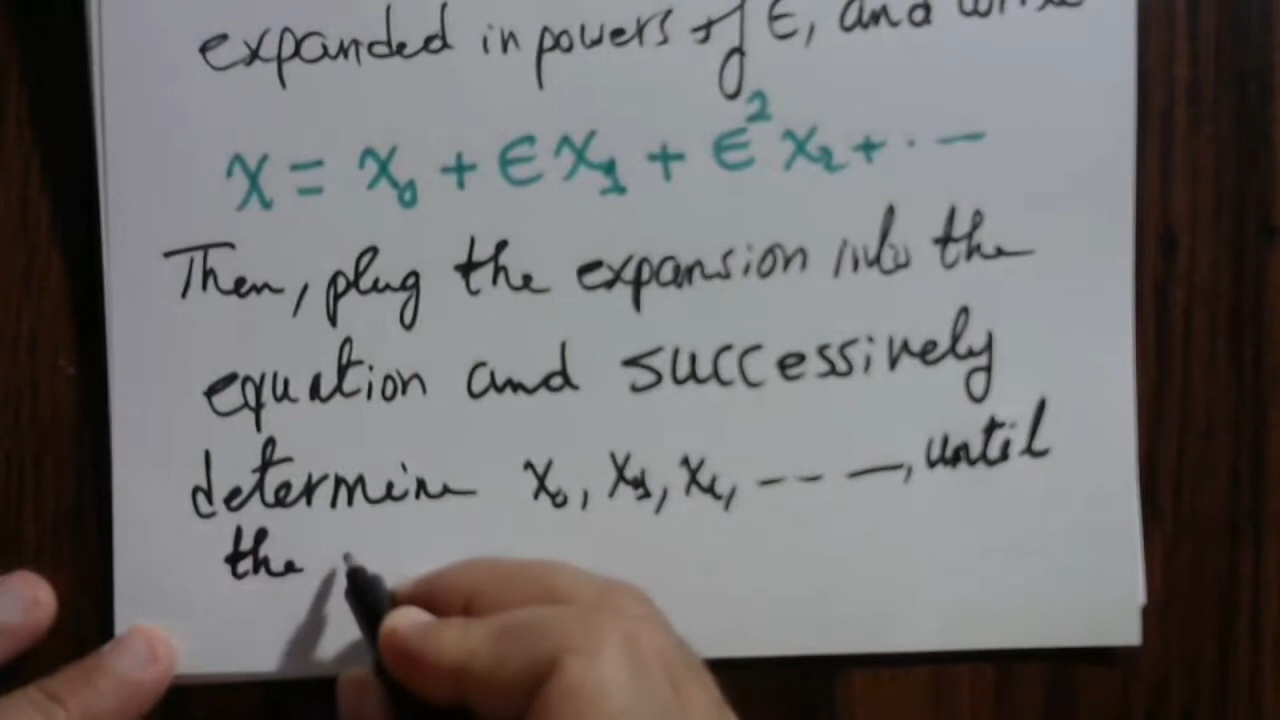 expanded in powers of ϵ, and
x = x₀ + ϵx₁ + ϵ²x₂ + · · —
Then, plug the expansion into the
equation and successively
determine x₀, x₁, x₂, -- —, until
the